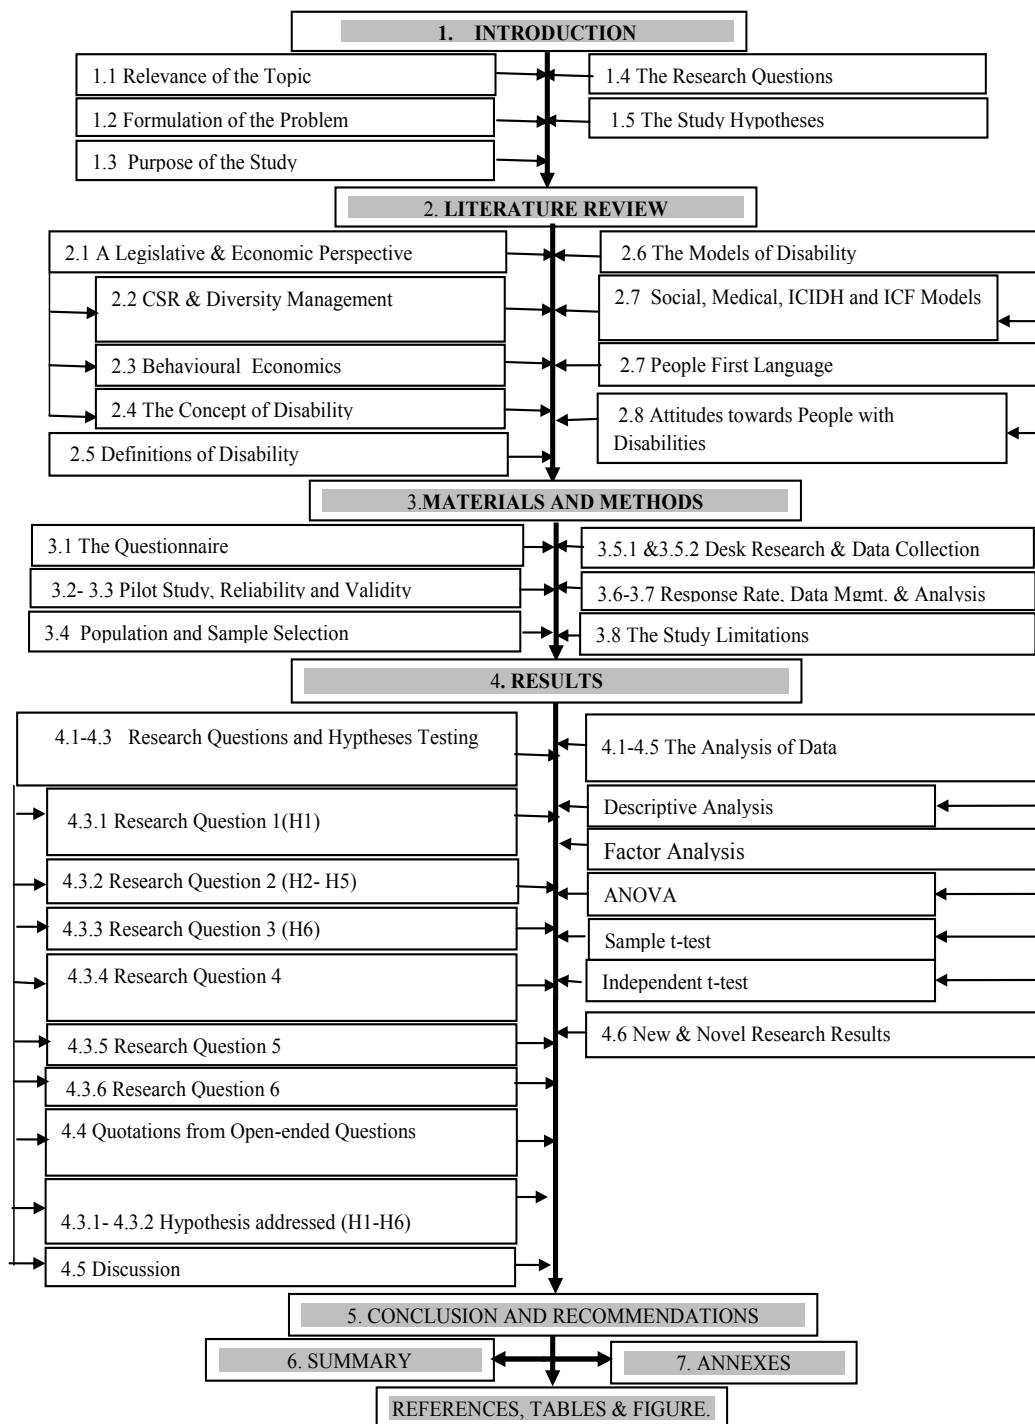 1. INTRODUCTION
1.1 Relevance of the Topic
1.4 The Research Questions
1.2 Formulation of the Problem
1.5 The Study Hypotheses
1.3 Purpose of the Study
2. LITERATURE REVIEW
2.1 A Legislative & Economic Perspective
2.6 The Models of Disability
2.2 CSR & Diversity Management
2.7 Social, Medical, ICIDH and ICF Models
2.3 Behavioural Economics
2.7 People First Language
2.4 The Concept of Disability
2.8 Attitudes towards People with
Disabilities
2.5 Definitions of Disability
3.MATERIALS AND METHODS
3.1 The Questionnaire
3.5.1 &3.5.2 Desk Research & Data Collection
3.2- 3.3 Pilot Study, Reliability and Validity
3.6-3.7 Response Rate, Data Mgmt. & Analysis
3.4 Population and Sample Selection
3.8 The Study Limitations
4. RESULTS
4.1-4.3 Research Questions and Hyptheses Testing
4.1-4.5 The Analysis of Data
4.3.1 Research Question 1(H1)
Descriptive Analysis
Factor Analysis
4.3.2 Research Question 2 (H2- H5)
ANOVA
4.3.3 Research Question 3 (H6)
Sample t-test
4.3.4 Research Question 4
Independent t-test
4.3.5 Research Question 5
4.6 New & Novel Research Results
4.3.6 Research Question 6
4.4 Quotations from Open-ended Questions
4.3.1- 4.3.2 Hypothesis addressed (H1-H6)
4.5 Discussion
5. CONCLUSION AND RECOMMENDATIONS
6. SUMMARY
7. ANNEXES
REFERENCES, TABLES & FIGURE.